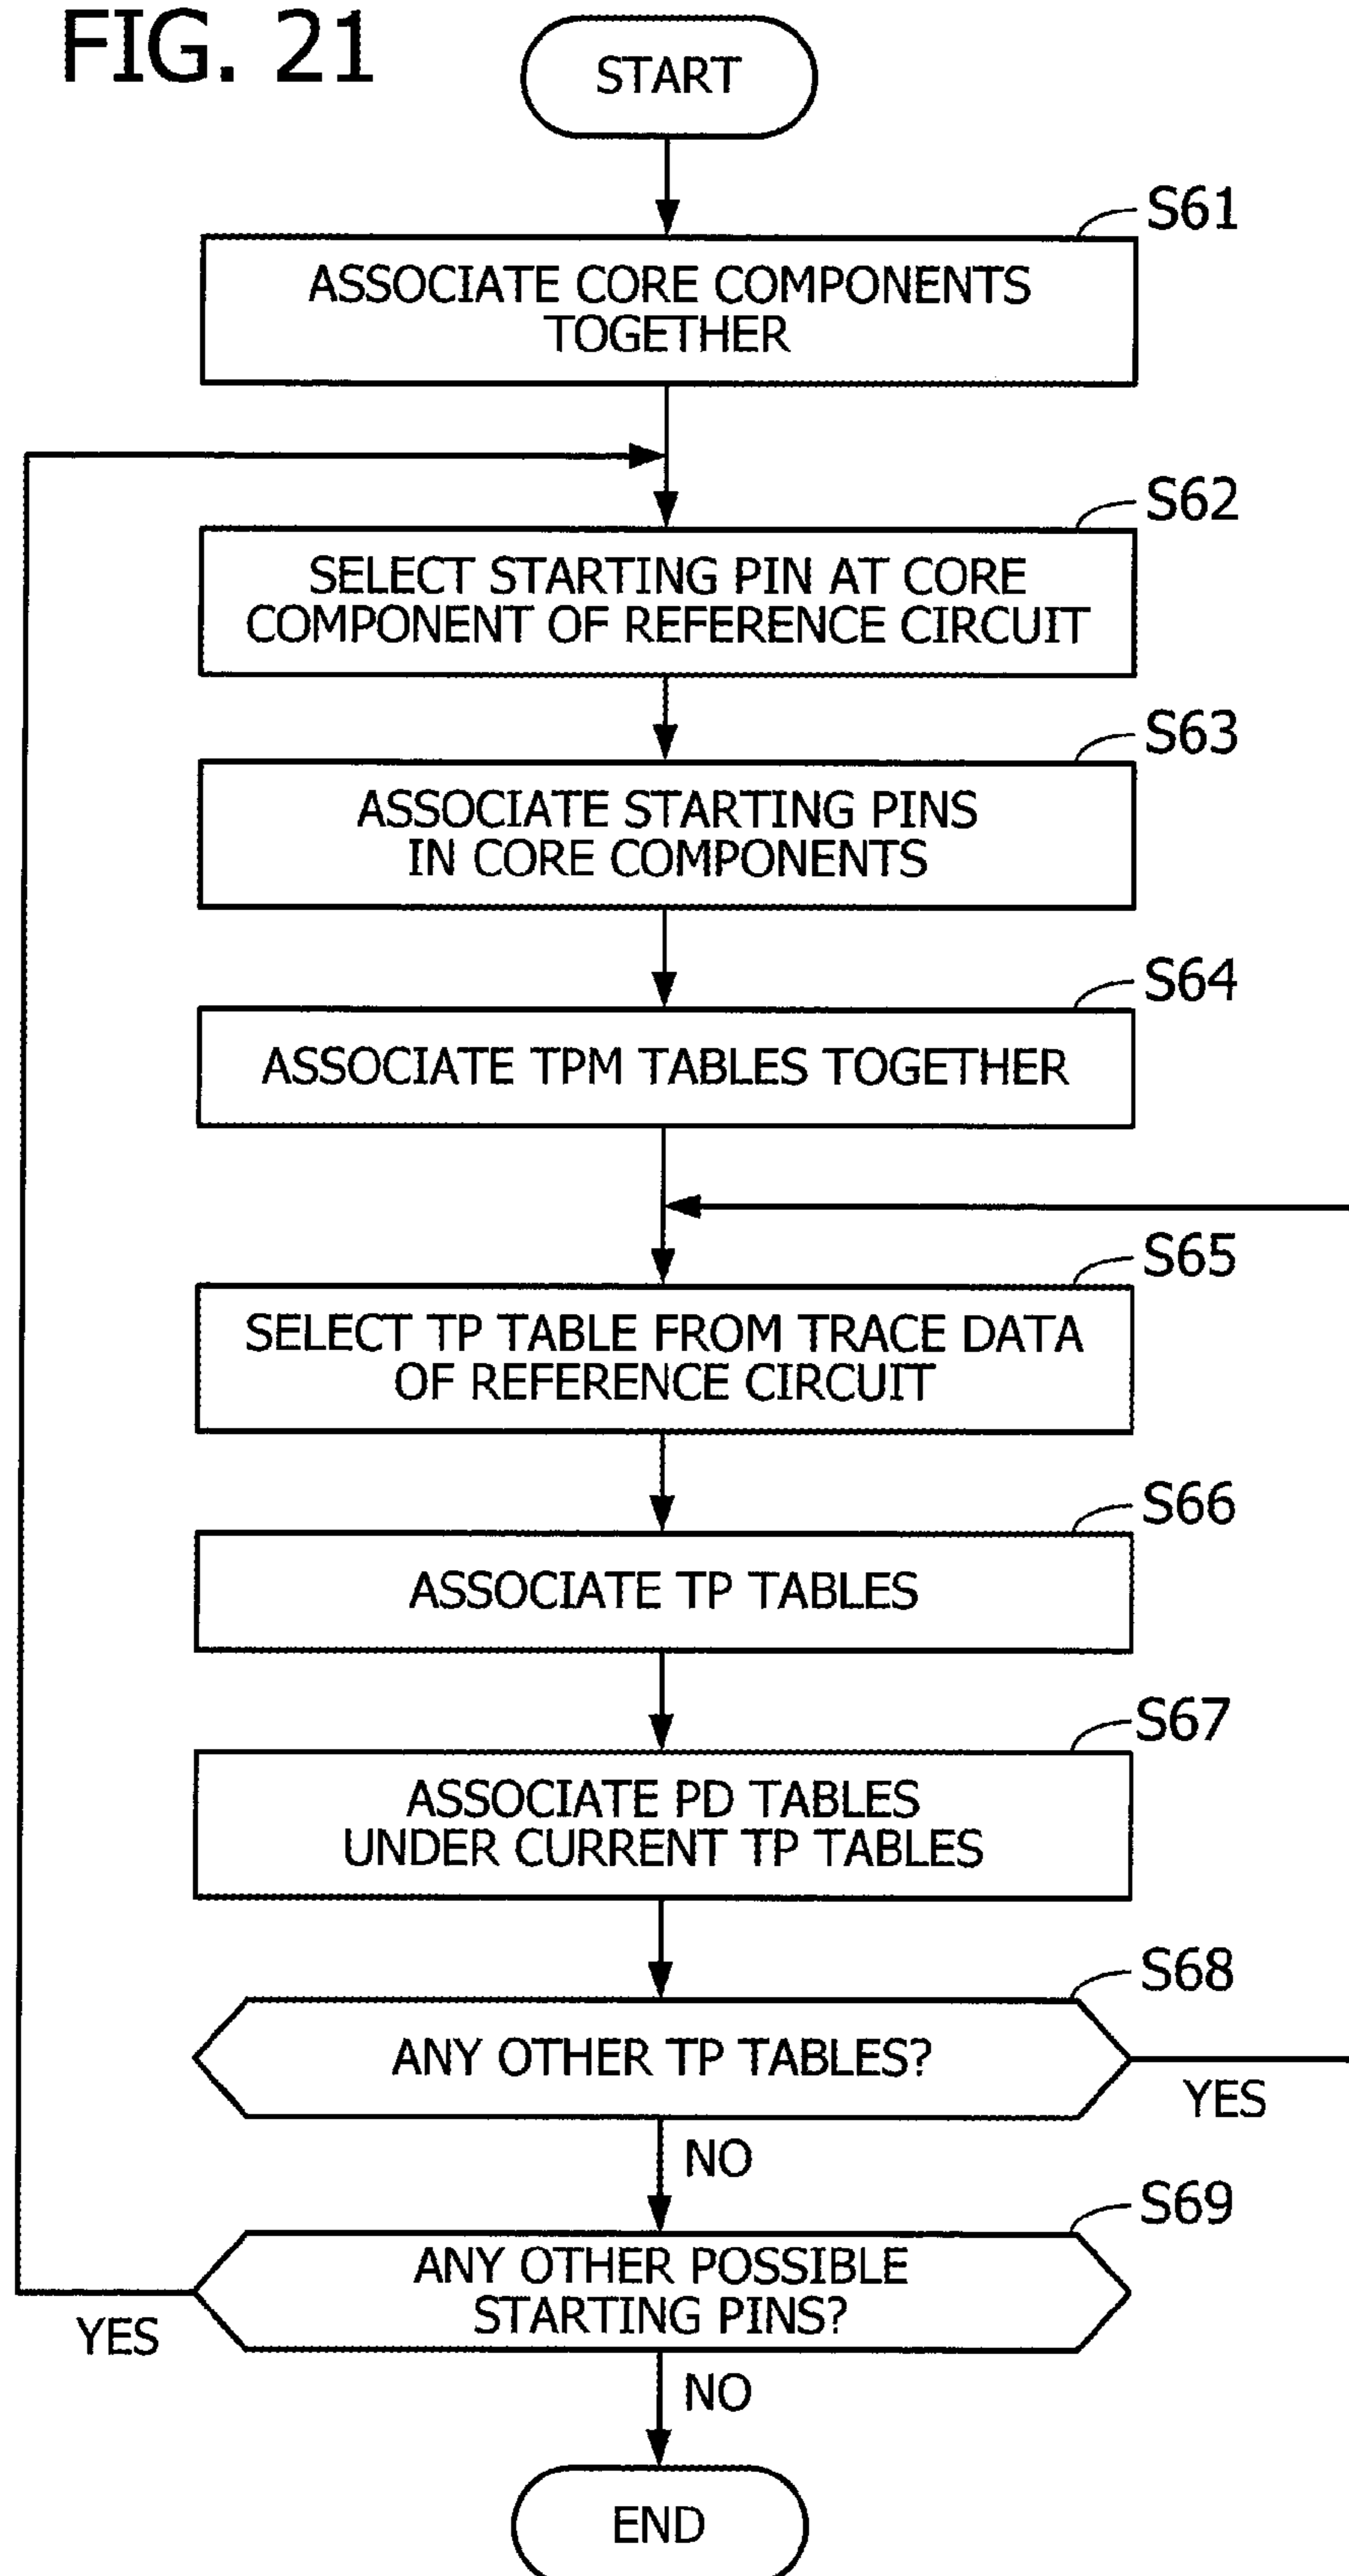 FIG. 21
START
S61
ASSOCIATE CORE COMPONENTS
TOGETHER
S62
SELECT STARTING PIN AT CORE
COMPONENT OF REFERENCE CIRCUIT
S63
ASSOCIATE STARTING PINS
IN CORE COMPONENTS
S64
ASSOCIATE TPM TABLES TOGETHER
S65
SELECT TP TABLE FROM TRACE DATA
OF REFERENCE CIRCUIT
S66
ASSOCIATE TP TABLES
S67
ASSOCIATE PD TABLES
UNDER CURRENT TP TABLES
S68
ANY OTHER TP TABLES?
YES
NO
S69
ANY OTHER POSSIBLE
STARTING PINS?
YES
NO
END